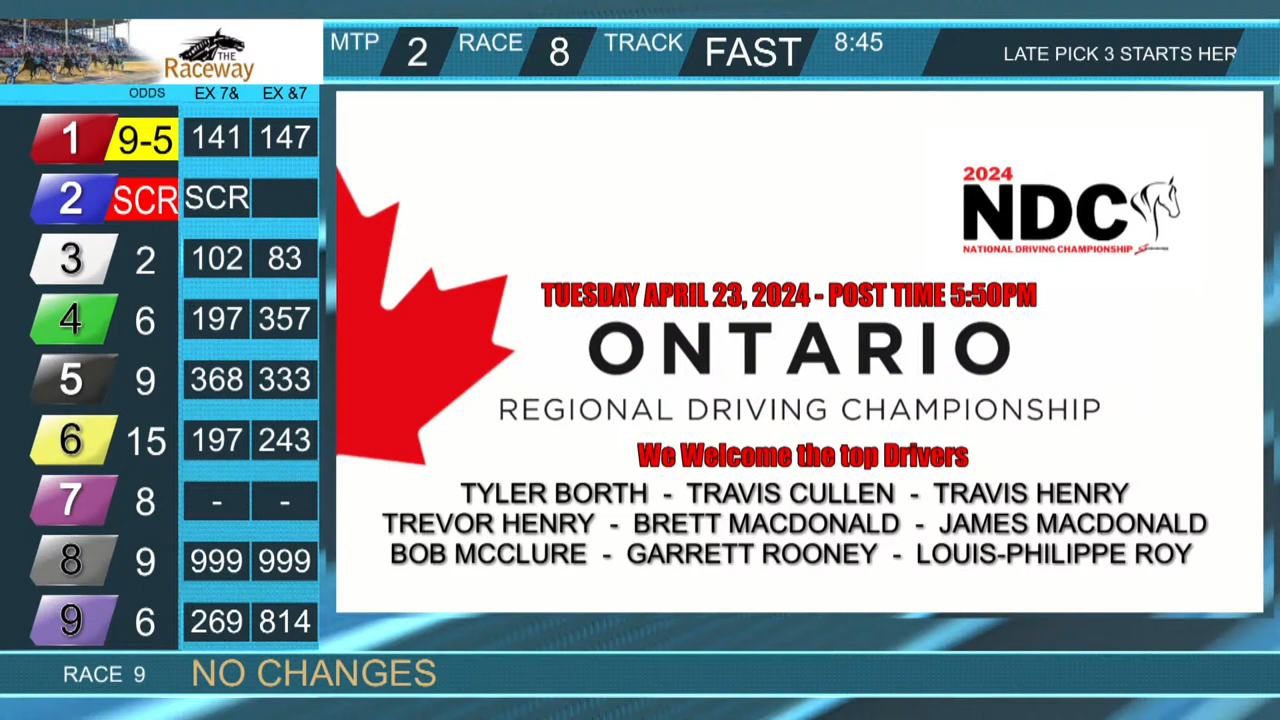 THE
Raceway
MTP 2 RACE 8 TRACK FAST 8:45 LATE PICK 3 STARTS HER
ODDS EX 7& EX &7
1 9-5 141 147
2 SCR SCR
3 2 102 83
4 6 197 357
5 9 368 333
6 15 197 243
7 8 - -
8 9 999 999
9 6 269 814
2024
NDC
NATIONAL DRIVING CHAMPIONSHIP
TUESDAY APRIL 23, 2024 - POST TIME 5:50PM
ONTARIO
REGIONAL DRIVING CHAMPIONSHIP
We Welcome the top Drivers
TYLER BORTH - TRAVIS CULLEN - TRAVIS HENRY
TREVOR HENRY - BRETT MACDONALD - JAMES MACDONALD
BOB MCCLURE - GARRETT ROONEY - LOUIS-PHILIPPE ROY
RACE 9 NO CHANGES